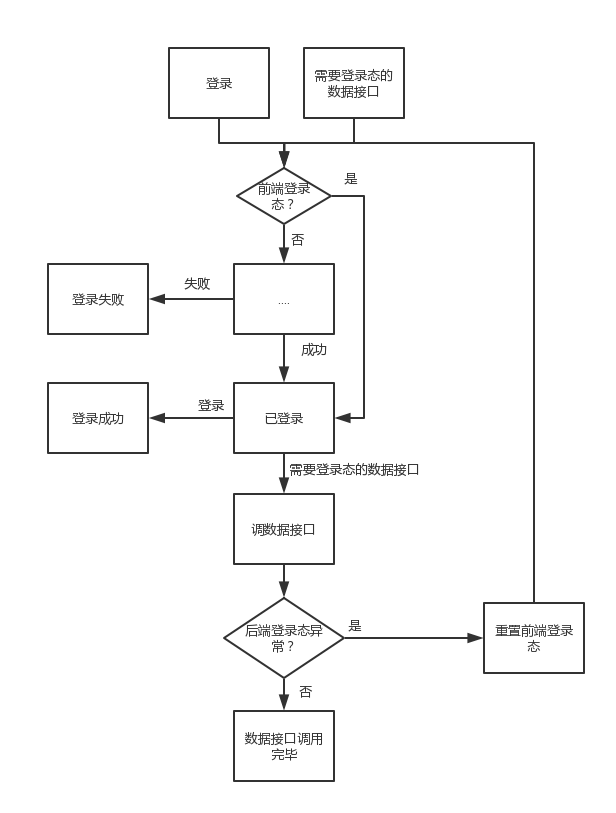 登录
需要登录态的
数据接口
前端登录
态？
是
否
失败
登录失败
....
成功
登录
登录成功
已登录
需要登录态的数据接口
调数据接口
后端登录态异
常？
是
重置前端登录
态
否
数据接口调用
完毕